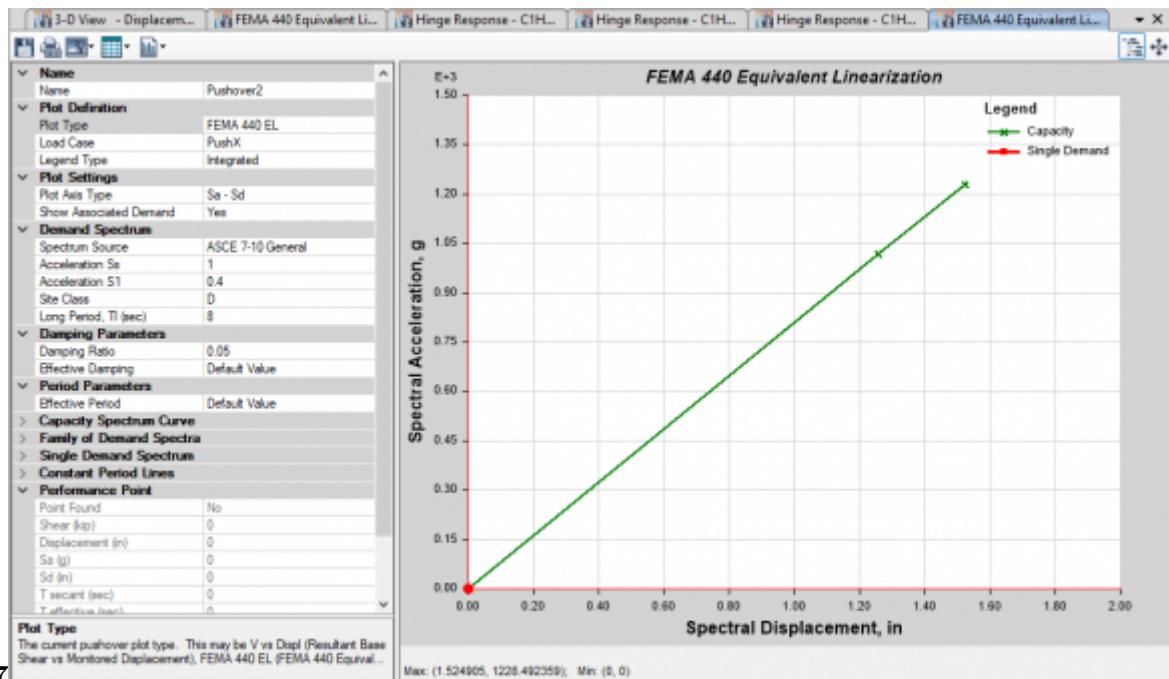 3-D View - Displacem...
FEMA 440 Equivalent Li...
Hinge Response - C1H...
Hinge Response - C1H...
Hinge Response - C1H...
FEMA 440 Equivalent Li...
Name
Name Pushover2
Plot Definition
Plot Type FEMA 440 EL
Load Case PushX
Legend Type Integrated
Plot Settings
Plot Axis Type Sa - Sd
Show Associated Demand Yes
Demand Spectrum
Spectrum Source ASCE 7-10 General
Acceleration Ss 1
Acceleration S1 0.4
Site Class D
Long Period, Tl (sec) 8
Damping Parameters
Damping Ratio 0.05
Effective Damping Default Value
Period Parameters
Effective Period Default Value
Capacity Spectrum Curve
Family of Demand Spectra
Single Demand Spectrum
Constant Period Lines
Performance Point
Point Found No
Shear (kip) 0
Displacement (in) 0
Sa (g) 0
Sd (in) 0
T secant (sec) 0
T effective (sec) 0
Plot Type
The current pushover plot type. This may be V vs Displ (Resultant Base
Shear vs Monitored Displacement), FEMA 440 EL (FEMA 440 Equival...
7
FEMA 440 Equivalent Linearization
E+3
1.50
1.35
1.20
1.05
0.90
0.75
0.60
0.45
0.30
0.15
0.00
Spectral Acceleration, g
Legend
Capacity
Single Demand
0.00 0.20 0.40 0.60 0.80 1.00 1.20 1.40 1.60 1.80 2.00
Spectral Displacement, in
Max: (1.524905, 1228.492359); Min: (0, 0)